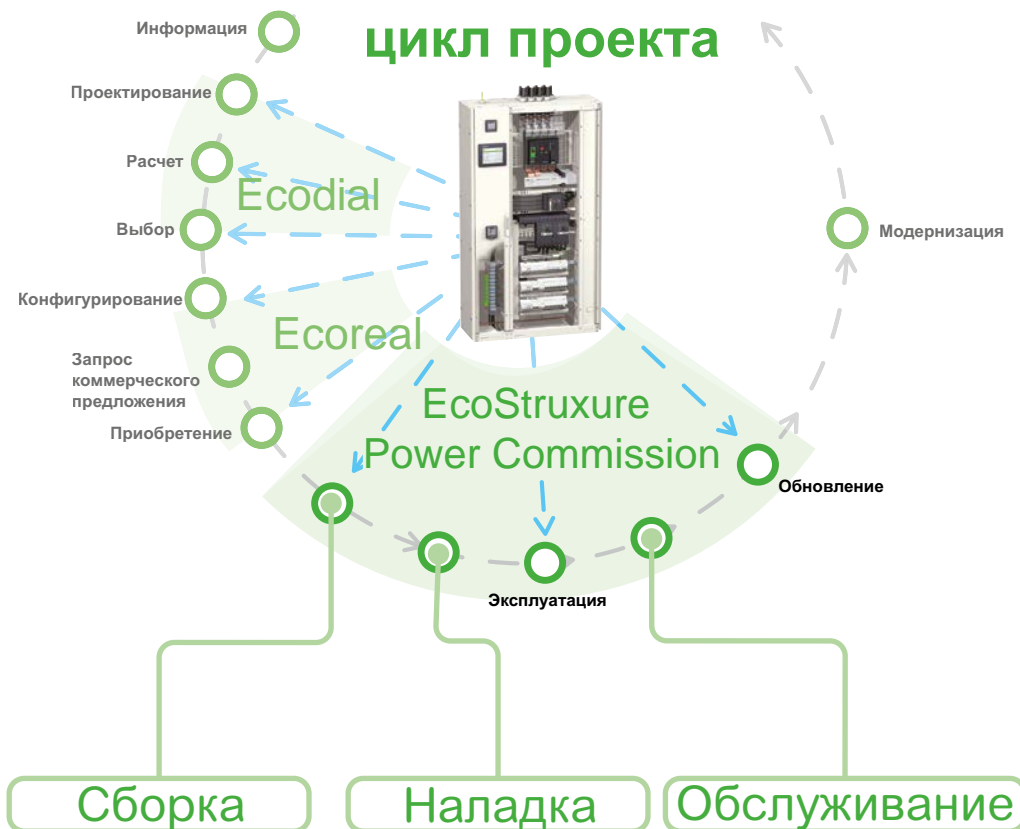 цикл проекта
Информация
Проектирование
Расчет
Ecodial
Выбор
Модернизация
Конфигурирование
Ecoreal
Запрос
коммерческого
предложения
Приобретение
EcoStruxure
Power Commission
Обновление
Эксплуатация
Сборка
Наладка
Обслуживание